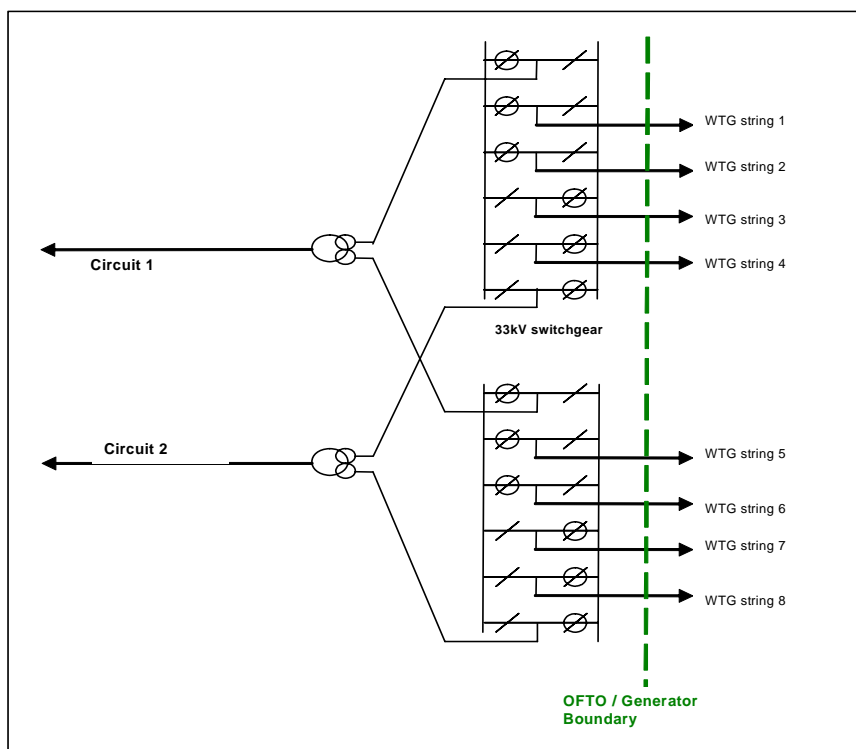 WTG string 1
WTG string 2
WTG string 3
WTG string 4
Circuit 1
33kV switchgear
Circuit 2
WTG string 5
WTG string 6
WTG string 7
WTG string 8
OFTO / Generator
Boundary